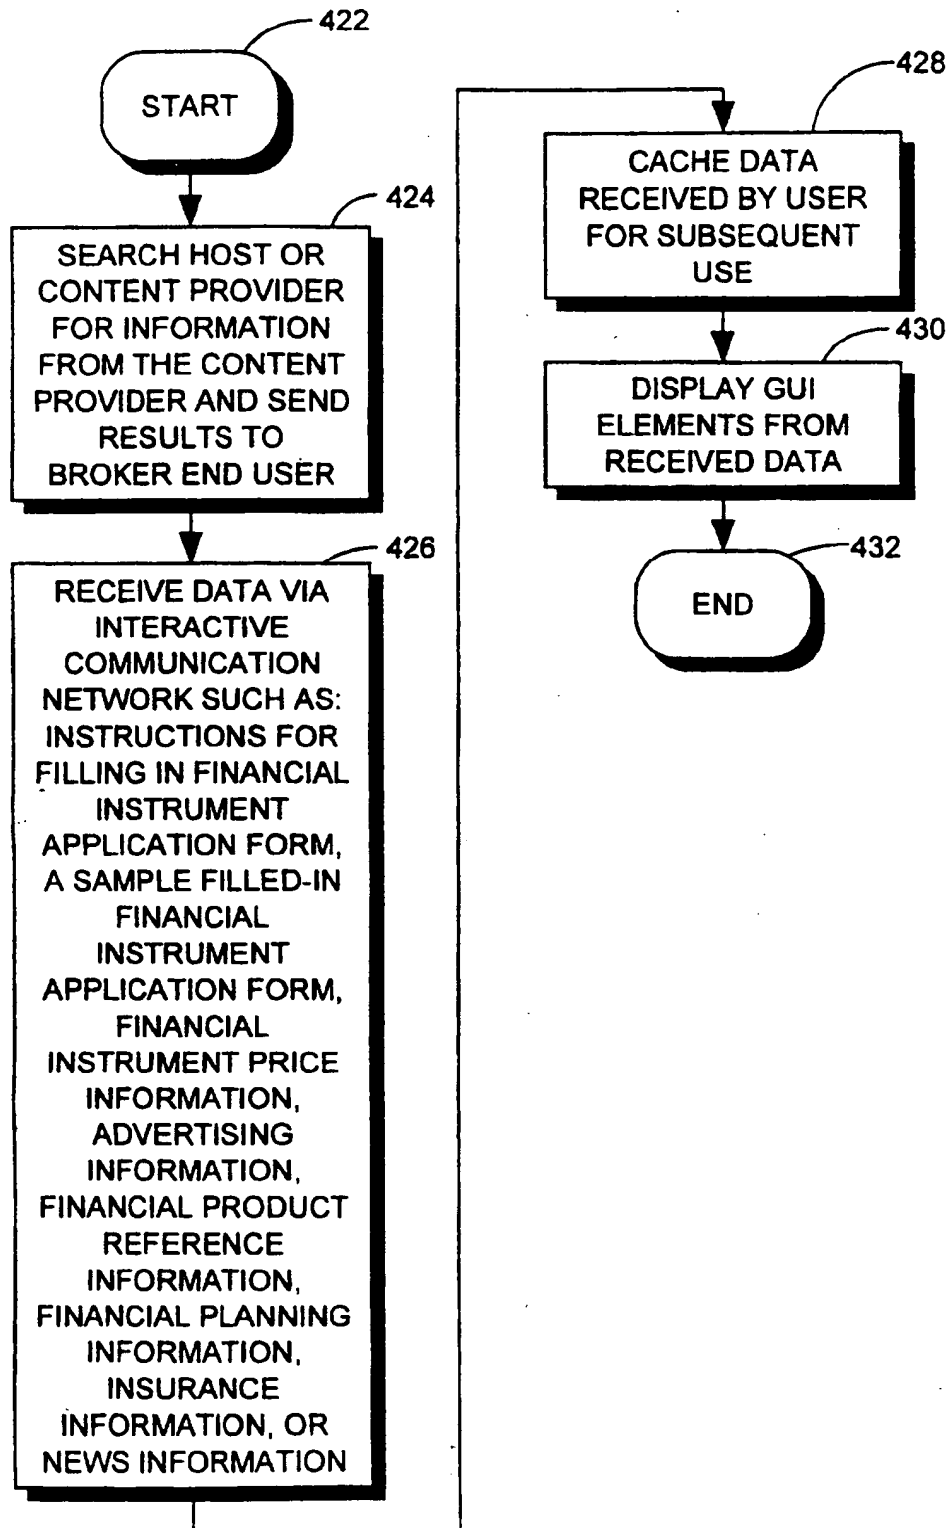 422
START
424
SEARCH HOST OR
CONTENT PROVIDER
FOR INFORMATION
FROM THE CONTENT
PROVIDER AND SEND
RESULTS TO
BROKER END USER
426
RECEIVE DATA VIA
INTERACTIVE
COMMUNICATION
NETWORK SUCH AS:
INSTRUCTIONS FOR
FILLING IN FINANCIAL
INSTRUMENT
APPLICATION FORM,
A SAMPLE FILLED-IN
FINANCIAL
INSTRUMENT
APPLICATION FORM,
FINANCIAL
INSTRUMENT PRICE
INFORMATION,
ADVERTISING
INFORMATION,
FINANCIAL PRODUCT
REFERENCE
INFORMATION,
FINANCIAL PLANNING
INFORMATION,
INSURANCE
INFORMATION, OR
NEWS INFORMATION
428
CACHE DATA
RECEIVED BY USER
FOR SUBSEQUENT
USE
430
DISPLAY GUI
ELEMENTS FROM
RECEIVED DATA
432
END